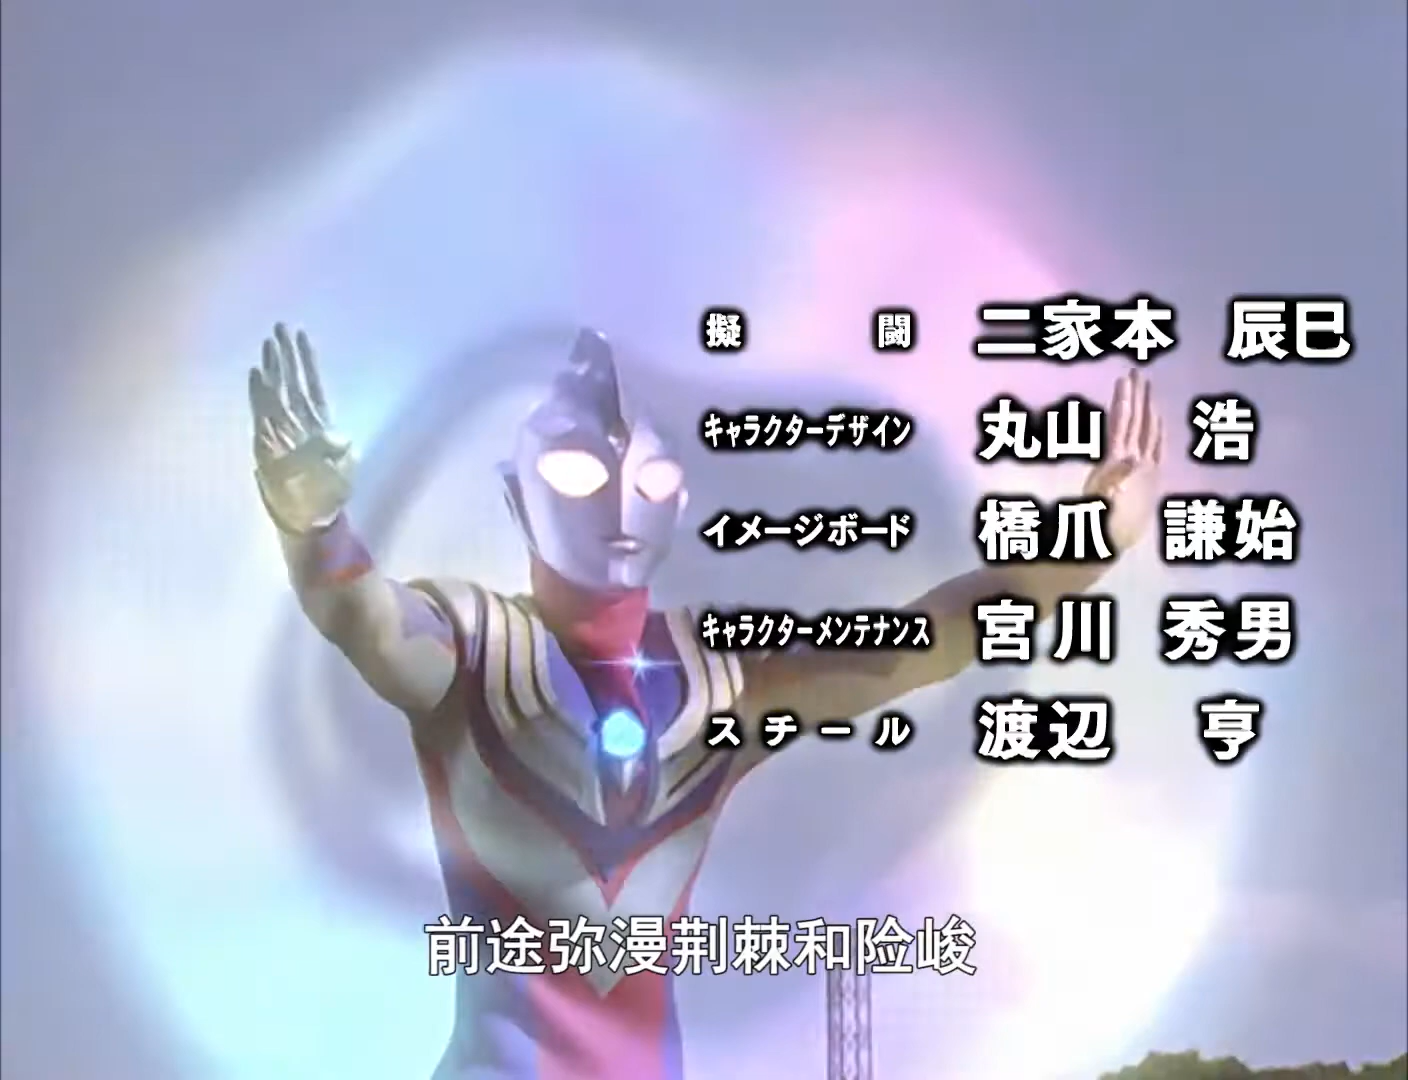 擬闘 二家本 辰巳
キャラクターデザイン 丸山 浩
イメージボード 橋爪 謙始
キャラクターメンテナンス 宮川 秀男
スチール 渡辺 亨
前途弥漫荆棘和险峻